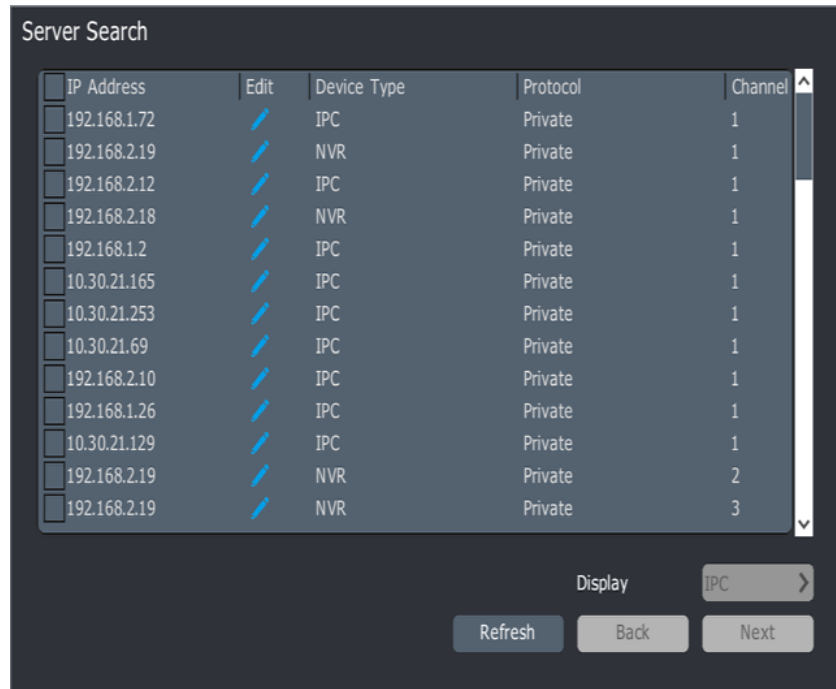 Server Search
IP Address Edit Device Type Protocol Channel
192.168.1.72 IPC Private 1
192.168.2.19 NVR Private 1
192.168.2.12 IPC Private 1
192.168.2.18 NVR Private 1
192.168.1.2 IPC Private 1
10.30.21.165 IPC Private 1
10.30.21.253 IPC Private 1
10.30.21.69 IPC Private 1
192.168.2.10 IPC Private 1
192.168.1.26 IPC Private 1
10.30.21.129 IPC Private 1
192.168.2.19 NVR Private 2
192.168.2.19 NVR Private 3
Display IPC
Refresh Back Next